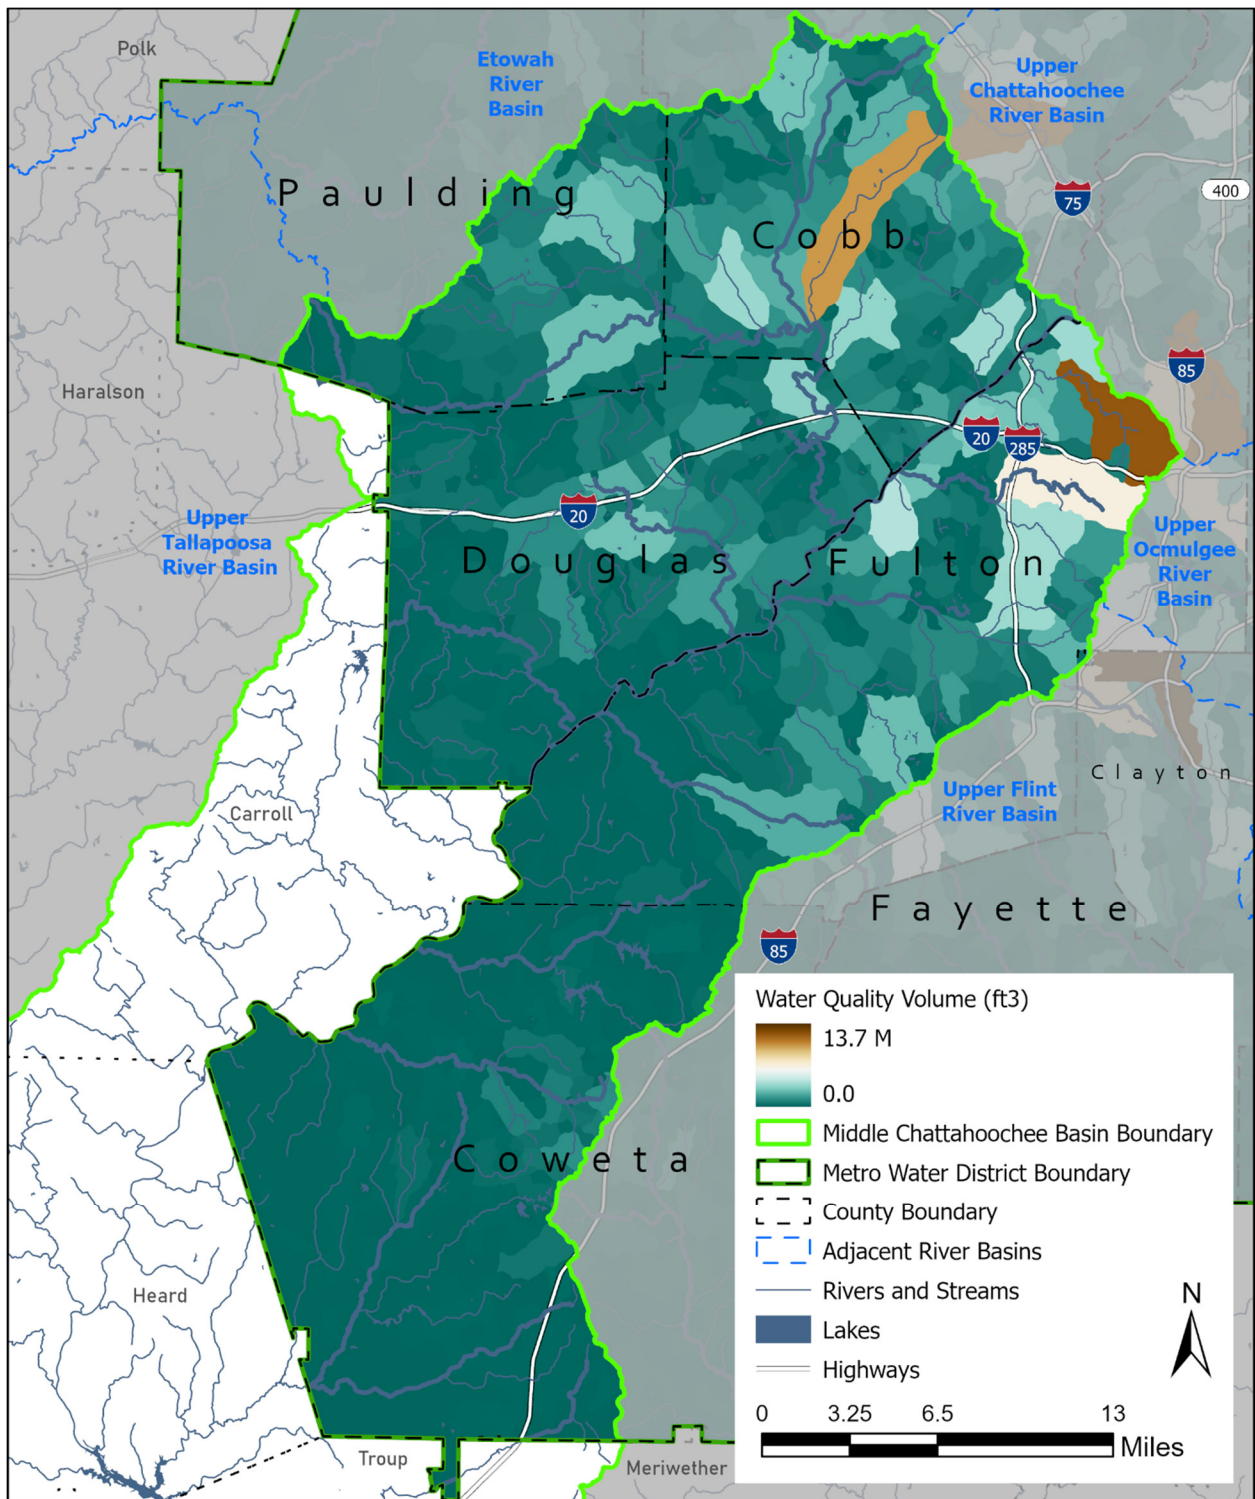 Polk
Etowah
River
Basin
Upper
Chattahoochee
River Basin
400
75
Paulding
Cobb
85
Haralson
20
285
20
Upper
Tallapoosa
River Basin
Upper
Ocmulgee
River
Basin
Douglas
Fulton
Clayton
Upper Flint
River Basin
Carroll
Fayette
85
Water Quality Volume (ft3)
13.7 M
0.0
Middle Chattahoochee Basin Boundary
Metro Water District Boundary
County Boundary
Adjacent River Basins
Rivers and Streams
Lakes
Highways
N
0 3.25 6.5 13
Miles
Coweta
Heard
Troup
Meriwether